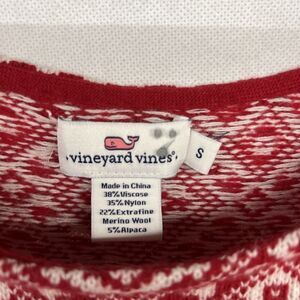 vineyard vines®
S
Made in China
38%Viscose
35%Nylon
22%Extrafine
Merino Wool
5%Alpaca